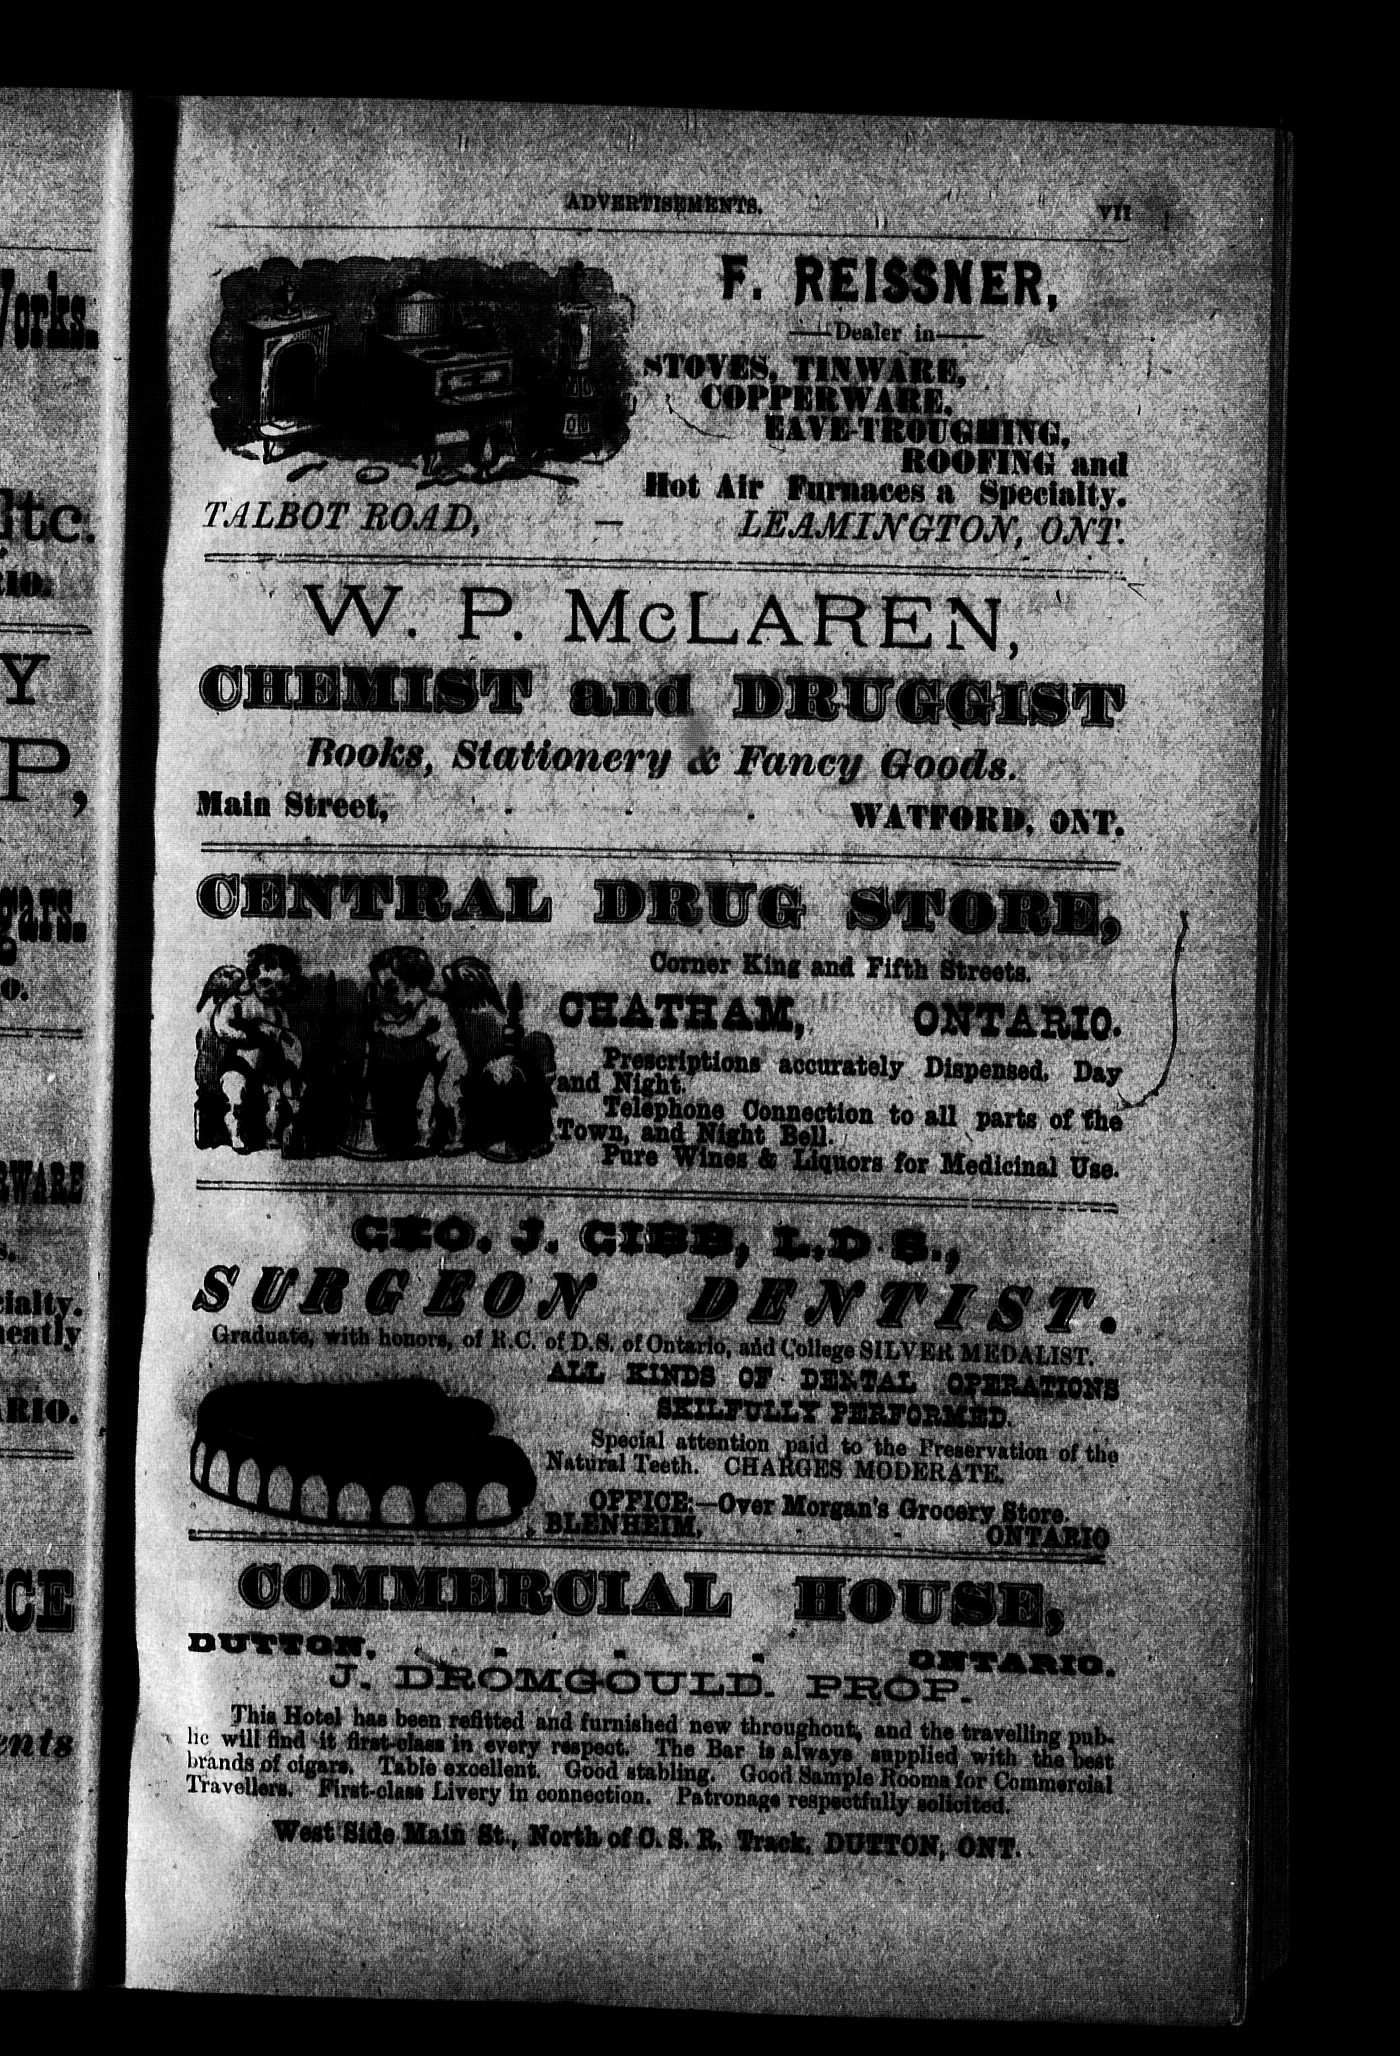 ADVERTISEMENTS. VII
F. REISSNER,
—Dealer in—
STOVES, TINWARE,
COPPERWARE,
EAVE-TROUGHING,
ROOFING and
Hot Air Furnaces a Specialty.
TALBOT ROAD, — LEAMINGTON, ONT.
W. P. McLAREN,
CHEMIST and DRUGGIST
Books, Stationery & Fancy Goods.
Main Street, - - - WATFORD, ONT.
CENTRAL DRUG STORE,
Corner King and Fifth Streets.
CHATHAM, ONTARIO.
Prescriptions accurately Dispensed, Day
and Night.
Telephone Connection to all parts of the
Town, and Night Bell.
Pure Wines & Liquors for Medicinal Use.
GEO. J. GIBB, L.D.S.,
SURGEON DENTIST.
Graduate, with honors, of R.C. of D.S. of Ontario, and College SILVER MEDALIST.
ALL KINDS OF DENTAL OPERATIONS
SKILFULLY PERFORMED.
Special attention paid to the Preservation of the
Natural Teeth. CHARGES MODERATE.
OFFICE:—Over Morgan's Grocery Store.
BLENHEIM, - - ONTARIO
COMMERCIAL HOUSE,
DUTTON, - - - ONTARIO.
J. DROMGOULD. PROP.
This Hotel has been refitted and furnished new throughout, and the travelling pub-
lic will find it first-class in every respect. The Bar is always supplied with the best
brands of cigars. Table excellent. Good stabling. Good Sample Rooms for Commercial
Travellers. First-class Livery in connection. Patronage respectfully solicited.
West Side Main St., North of C. S. R. Track, DUTTON, ONT.
Works.
Etc.
Y
P,
WARE
cialty.
ARIO.